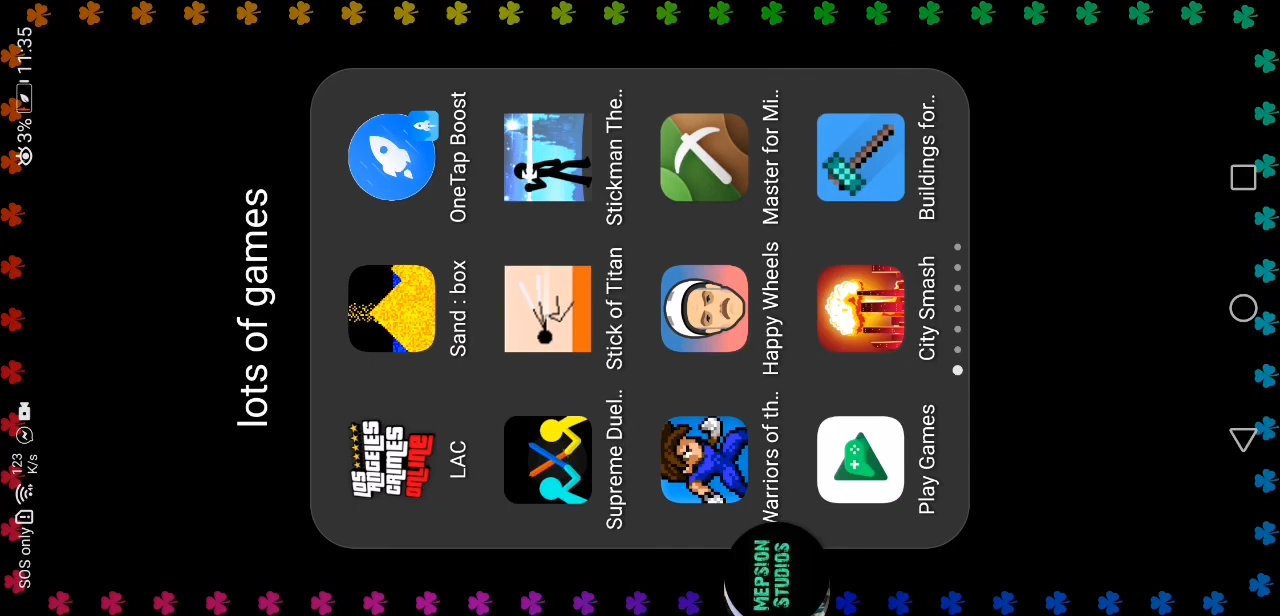 SOS only 123 K/s 3% 11:35
lots of games
LOS
ANGELES
CRIMES
ONLINE
LAC Sand : box OneTap Boost
Supreme Duel.. Stick of Titan Stickman The..
Warriors of th.. Happy Wheels Master for Mi..
Play Games City Smash Buildings for..
MEPSION
STUDIOS